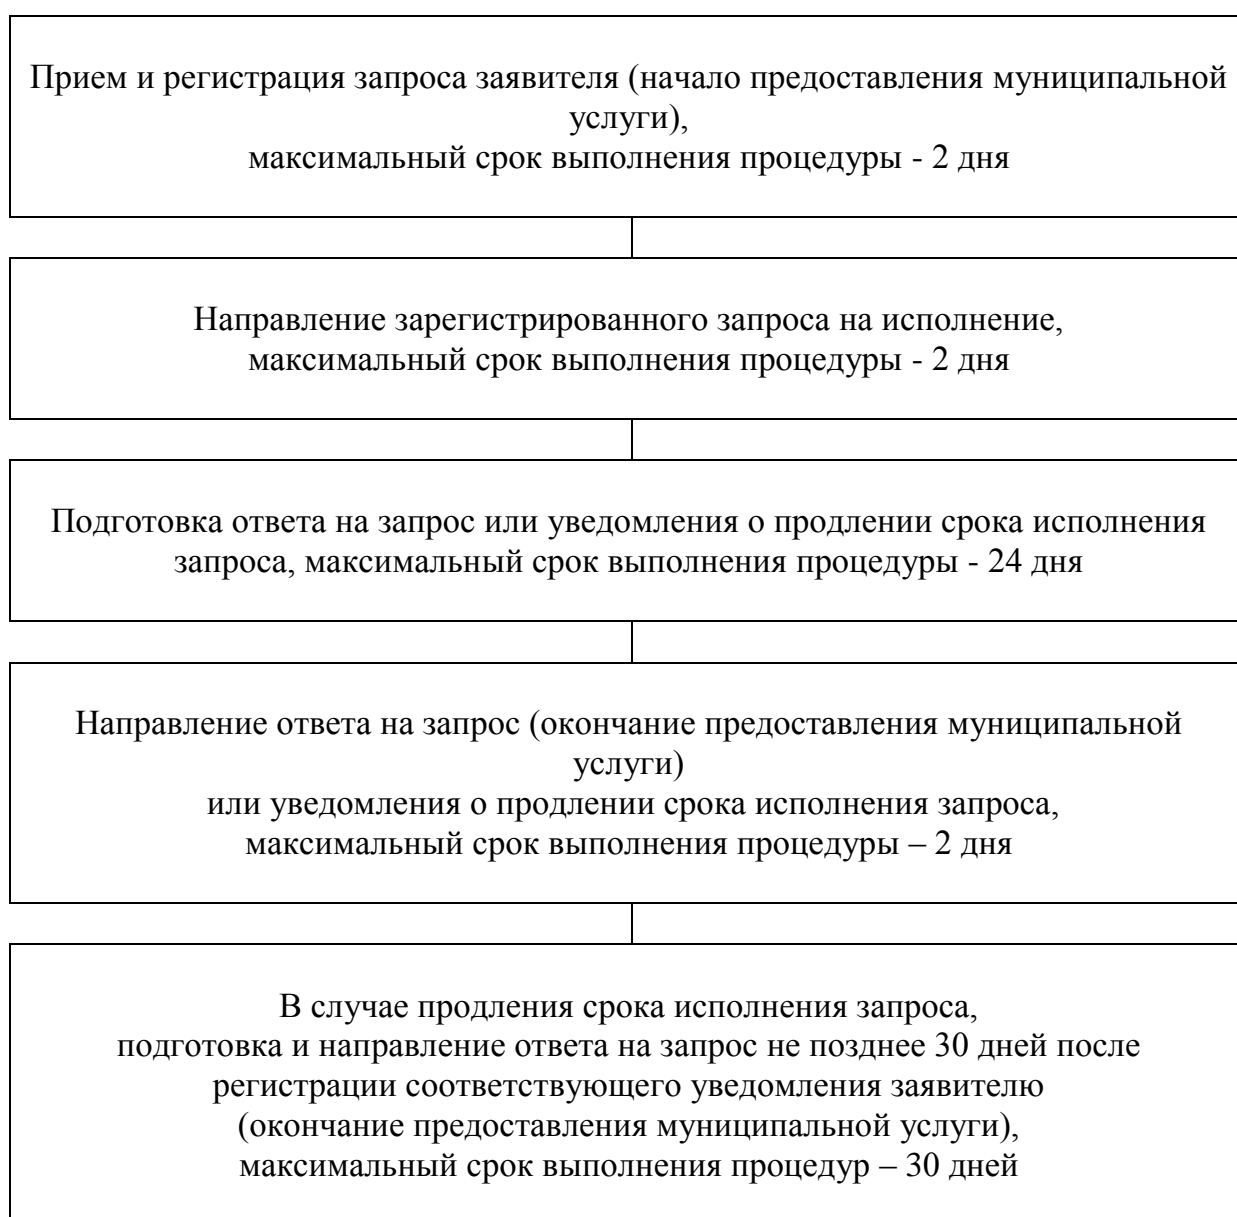 Прием и регистрация запроса заявителя (начало предоставления муниципальной
услуги),
максимальный срок выполнения процедуры - 2 дня
Направление зарегистрированного запроса на исполнение,
максимальный срок выполнения процедуры - 2 дня
Подготовка ответа на запрос или уведомления о продлении срока исполнения
запроса, максимальный срок выполнения процедуры - 24 дня
Направление ответа на запрос (окончание предоставления муниципальной
услуги)
или уведомления о продлении срока исполнения запроса,
максимальный срок выполнения процедуры – 2 дня
В случае продления срока исполнения запроса,
подготовка и направление ответа на запрос не позднее 30 дней после
регистрации соответствующего уведомления заявителю
(окончание предоставления муниципальной услуги),
максимальный срок выполнения процедур – 30 дней